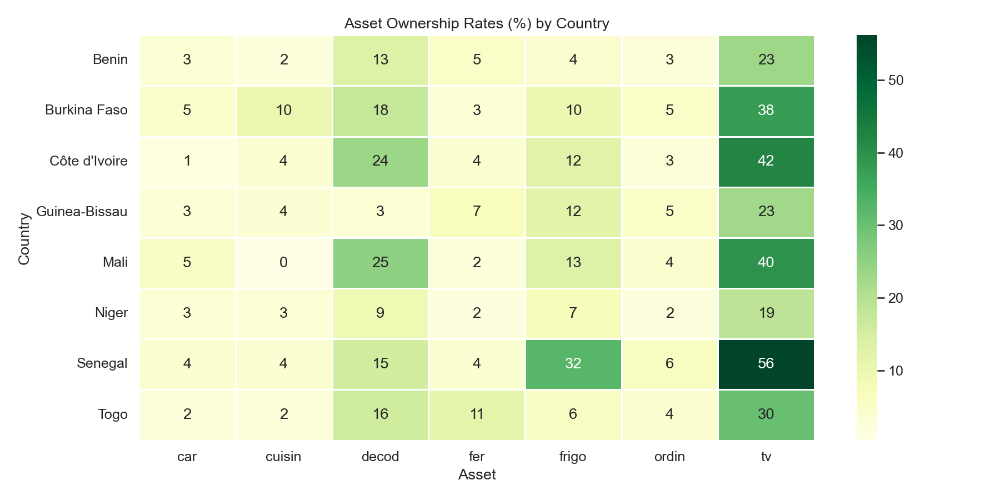 Asset Ownership Rates (%) by Country
Benin 3 2 13 5 4 3 23
Burkina Faso 5 10 18 3 10 5 38
Côte d'Ivoire 1 4 24 4 12 3 42
Guinea-Bissau 3 4 3 7 12 5 23
Mali 5 0 25 2 13 4 40
Niger 3 3 9 2 7 2 19
Senegal 4 4 15 4 32 6 56
Togo 2 2 16 11 6 4 30
car cuisin decod fer frigo ordin tv
Asset
Country
50
40
30
20
10